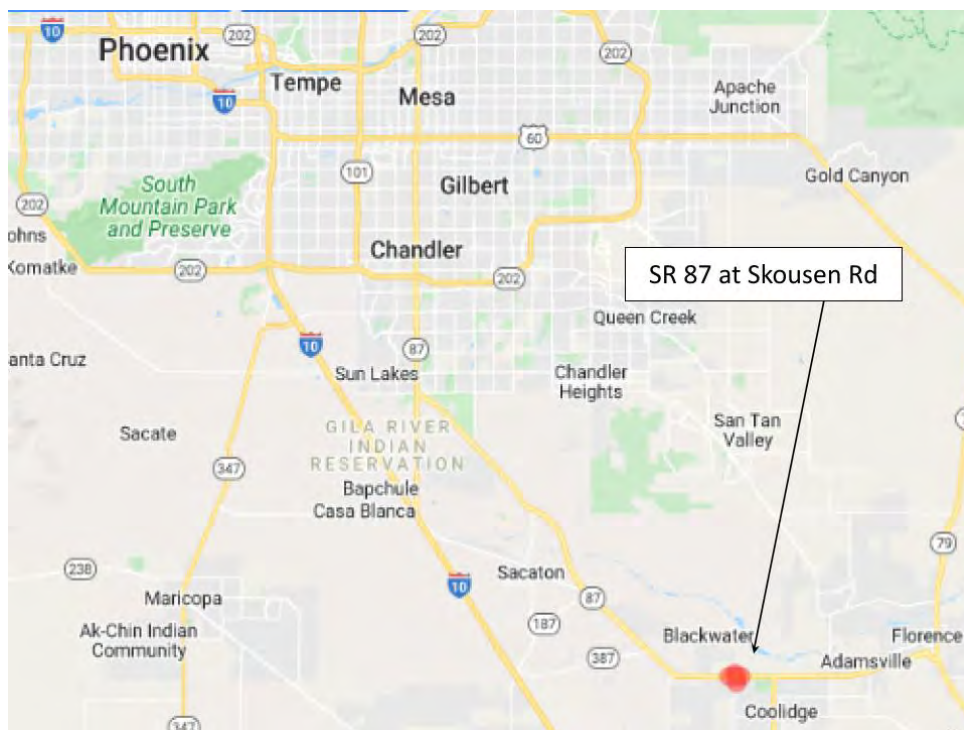 10
202
202
202
Phoenix
Tempe
Mesa
10
Apache
Junction
60
101
South
Mountain Park
and Preserve
Gilbert
Gold Canyon
202
ohns
Komatke
202
Chandler
202
SR 87 at Skousen Rd
Queen Creek
10
87
anta Cruz
Sun Lakes
Chandler
Heights
San Tan
Valley
Sacate
GILA RIVER
INDIAN
RESERVATION
347
Bapchule
Casa Blanca
79
238
Sacaton
10
87
Maricopa
187
Ak-Chin Indian
Community
Blackwater
Florence
387
Adamsville
Coolidge
347